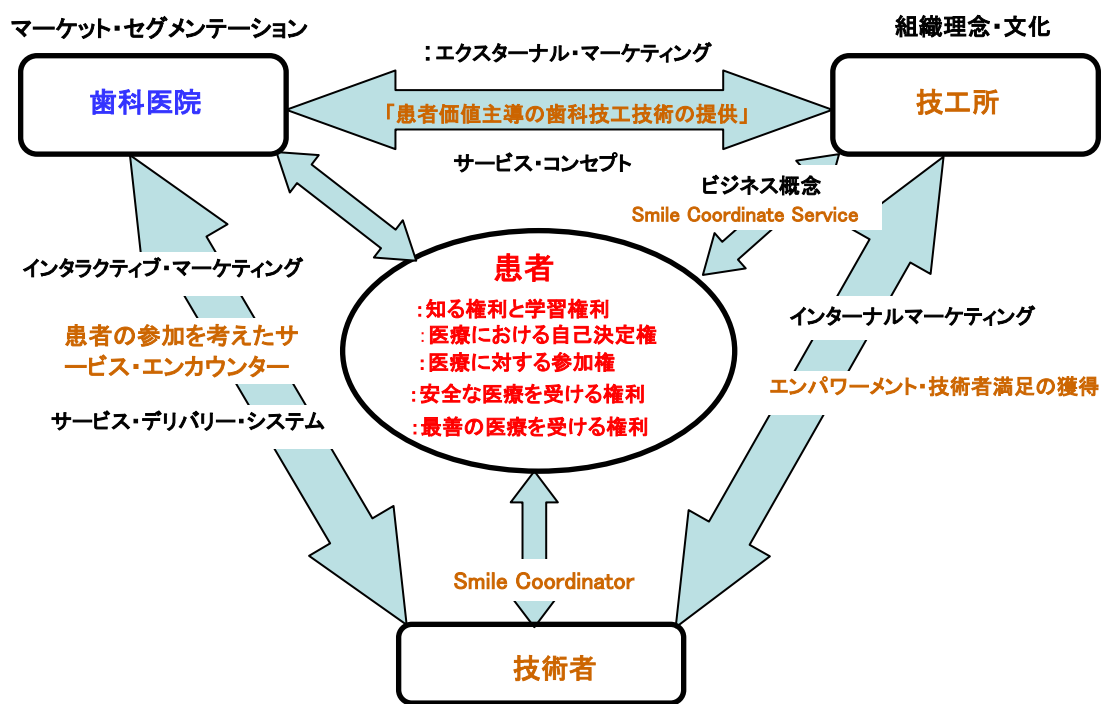 マーケット・セグメンテーション
組織理念・文化
：エクスターナル・マーケティング
歯科医院
技工所
「患者価値主導の歯科技工技術の提供」
サービス・コンセプト
ビジネス概念
Smile Coordinate Service
患者
：知る権利と学習権利
：医療における自己決定権
：医療に対する参加権
：安全な医療を受ける権利
：最善の医療を受ける権利
インタラクティブ・マーケティング
患者の参加を考えたサ
ービス・エンカウンター
サービス・デリバリー・システム
インターナルマーケティング
エンパワーメント・技術者満足の獲得
Smile Coordinator
技術者